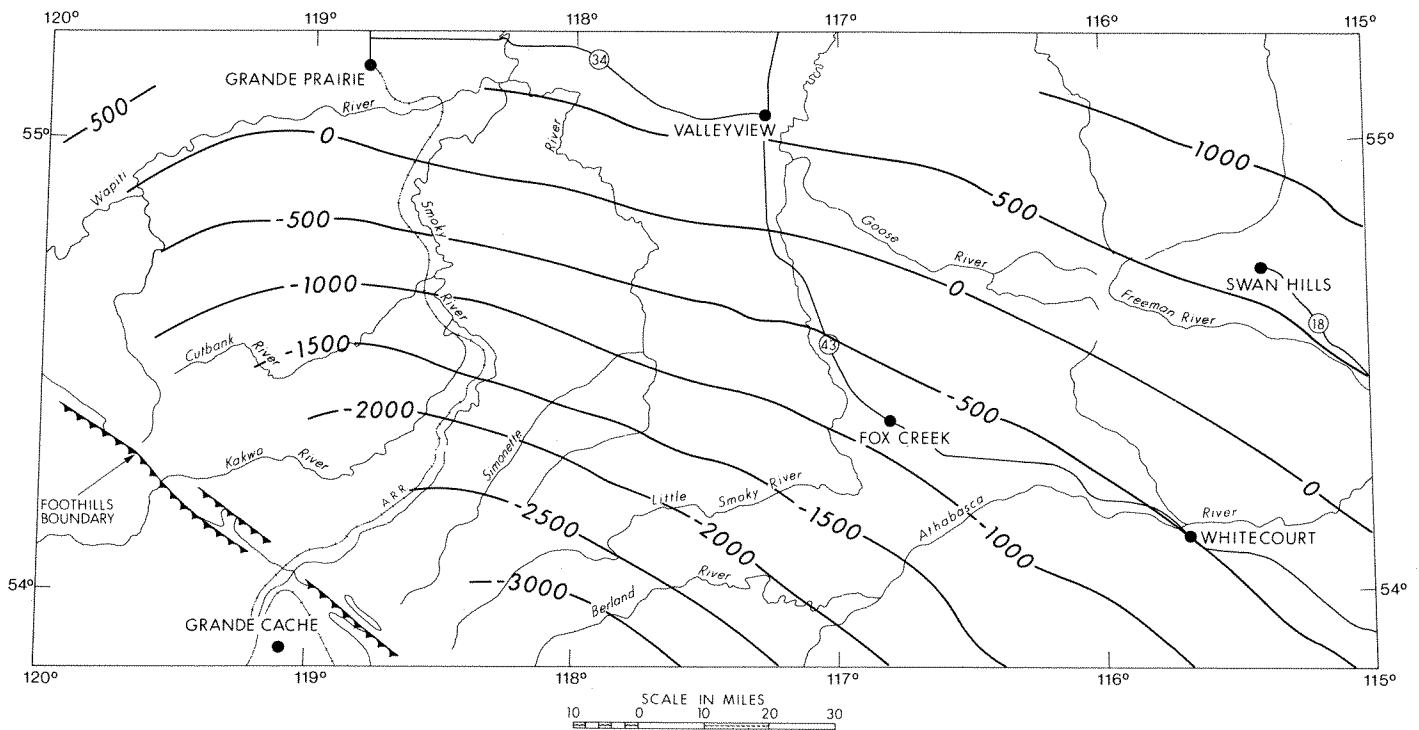 120° 119° 118° 117° 116° 115°
34
GRANDE PRAIRIE
500
River
0
VALLEYVIEW
River
55° 55°
1000
Wapiti
500
Smoky
-500
Goose
River
SWAN HILLS
-1000
River
0
Freeman River
18
Cutbank
River
-1500
43
-500
-2000
FOX CREEK
Simonette
Kakwa
River
0
FOOTHILLS
BOUNDARY
A.R.R.
Little
Smoky River
-2500
-2000
-1500
Athabasca
-1000
River
WHITECOURT
54° 54°
-3000
River
Berland
GRANDE CACHE
120° 119° 118° 117° 116° 115°
SCALE IN MILES
10 0 10 20 30